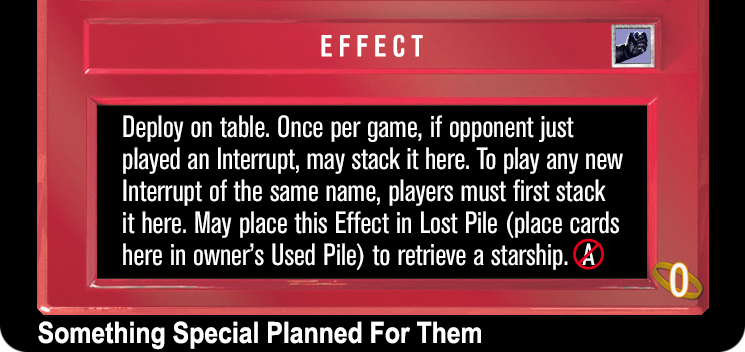 EFFECT
Deploy on table. Once per game, if opponent just
played an Interrupt, may stack it here. To play any new
Interrupt of the same name, players must first stack
it here. May place this Effect in Lost Pile (place cards
here in owner's Used Pile) to retrieve a starship. A
0
Something Special Planned For Them